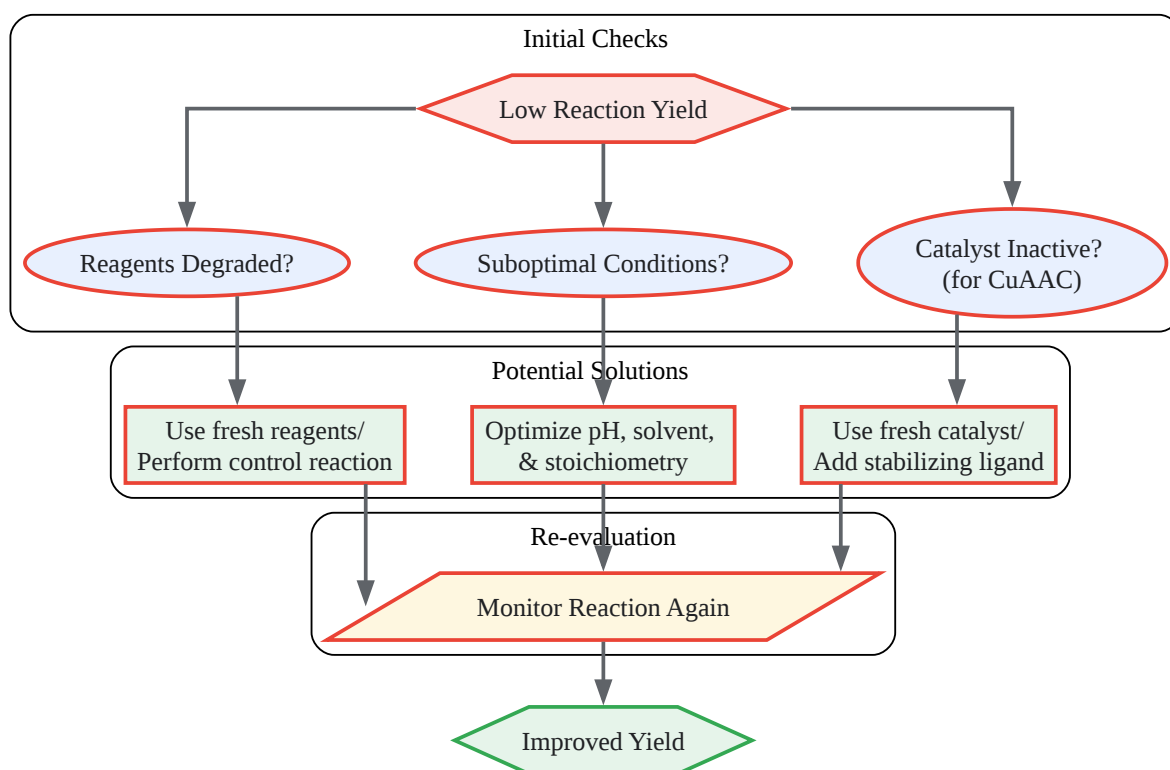 Initial Checks
Low Reaction Yield
Reagents Degraded?
Suboptimal Conditions?
Catalyst Inactive?
(for CuAAC)
Potential Solutions
Use fresh reagents/
Perform control reaction
Optimize pH, solvent,
& stoichiometry
Use fresh catalyst/
Add stabilizing ligand
Re-evaluation
Monitor Reaction Again
Improved Yield